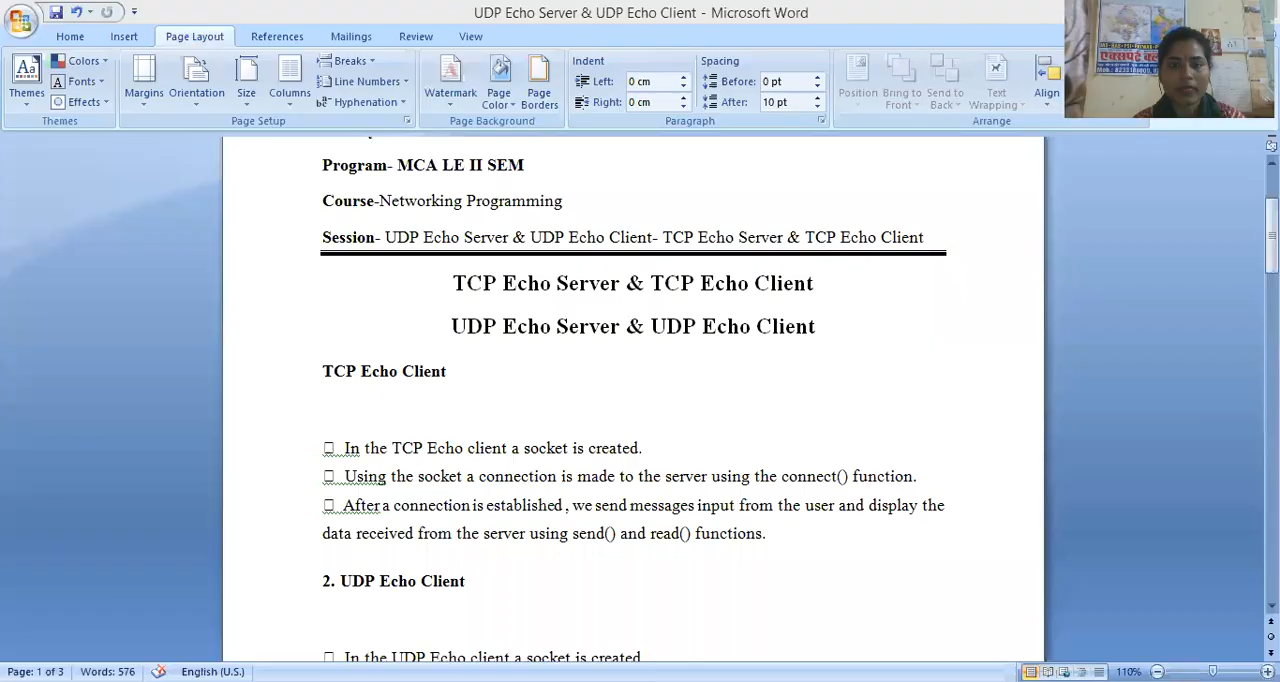 UDP Echo Server & UDP Echo Client - Microsoft Word
Home Insert Page Layout References Mailings Review View
Themes
Colors
Fonts
Effects
Themes
Margins Orientation Size Columns
Breaks
Line Numbers
Hyphenation
Page Setup
Watermark Page Color Page Borders
Page Background
Indent
Left: 0 cm
Right: 0 cm
Spacing
Before: 0 pt
After: 10 pt
Paragraph
Position Bring to Front Send to Back Text Wrapping Align
Arrange
Program- MCA LE II SEM
Course-Networking Programming
Session- UDP Echo Server & UDP Echo Client- TCP Echo Server & TCP Echo Client
TCP Echo Server & TCP Echo Client
UDP Echo Server & UDP Echo Client
TCP Echo Client
In the TCP Echo client a socket is created.
Using the socket a connection is made to the server using the connect() function.
After a connection is established , we send messages input from the user and display the
data received from the server using send() and read() functions.
2. UDP Echo Client
In the UDP Echo client a socket is created
Page: 1 of 3 Words: 576 English (U.S.) 110%